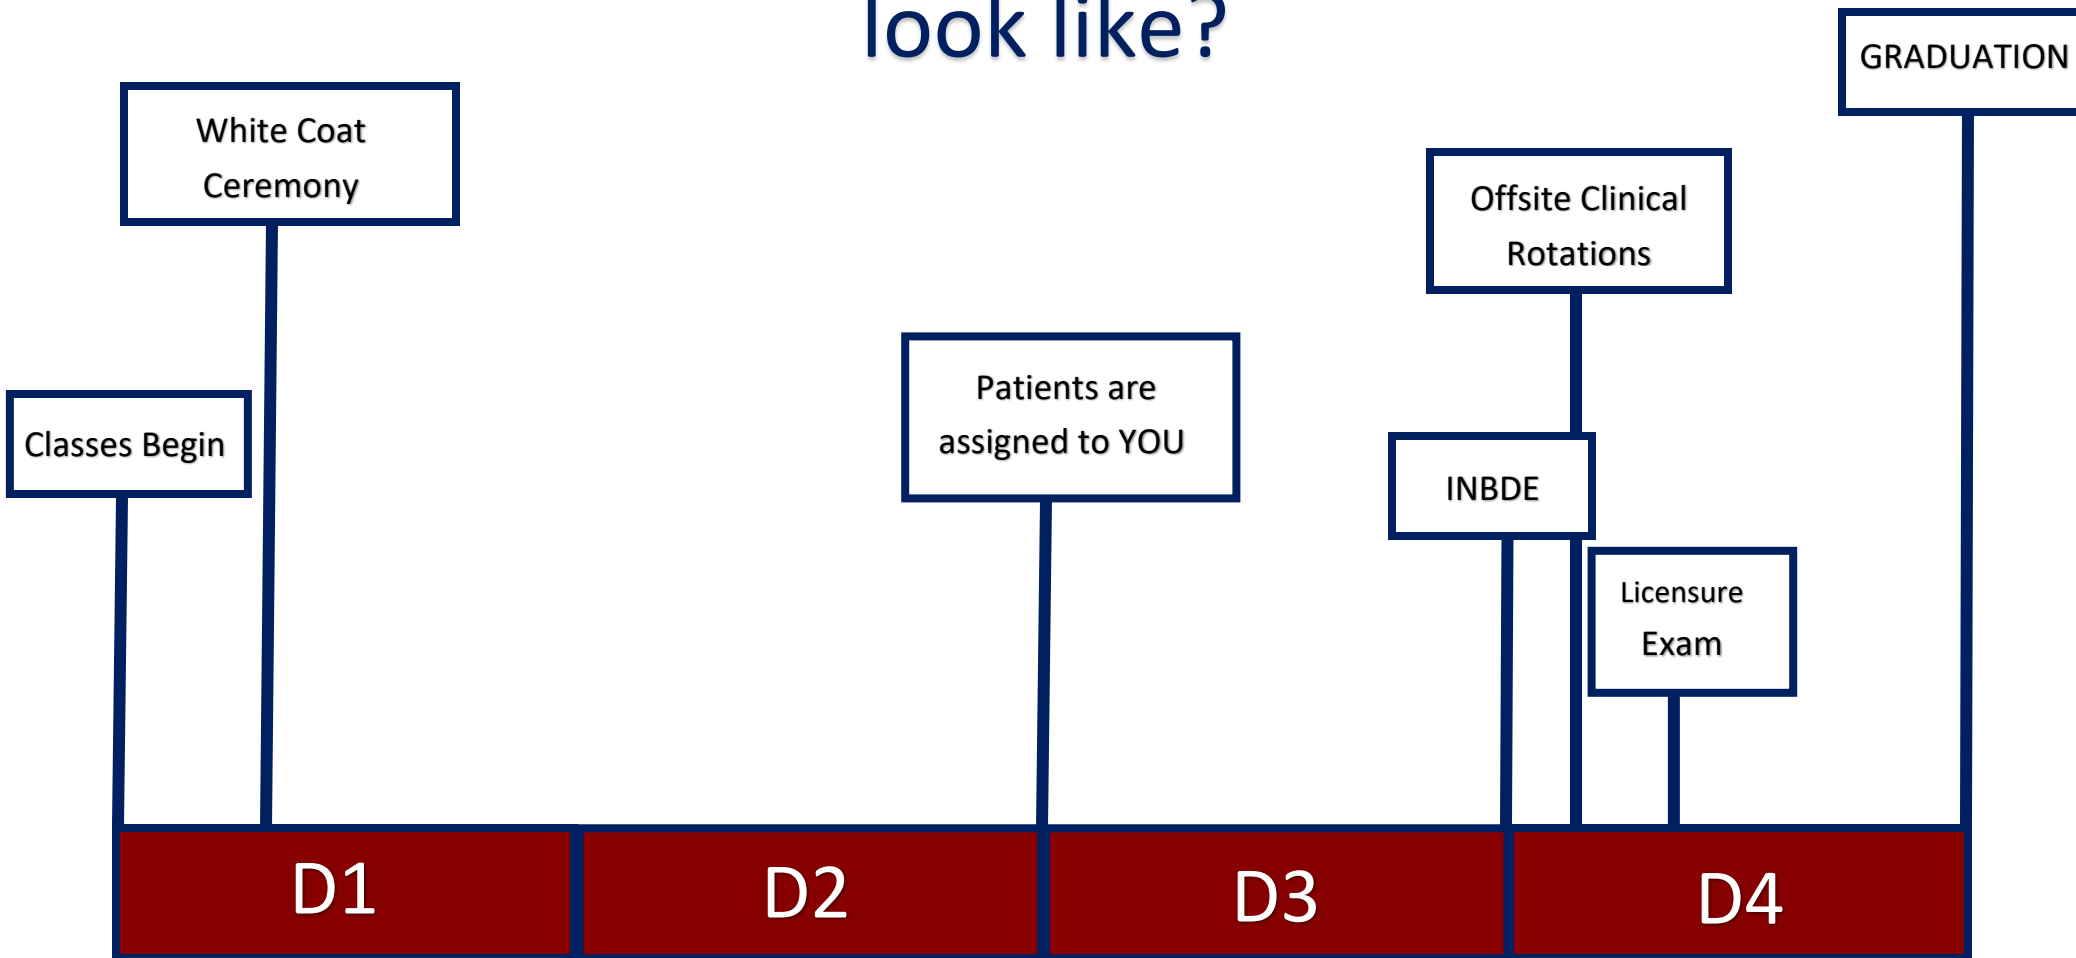 look like?
GRADUATION
White Coat
Ceremony
Offsite Clinical
Rotations
Patients are
assigned to YOU
Classes Begin
INBDE
Licensure
Exam
D1
D2
D3
D4